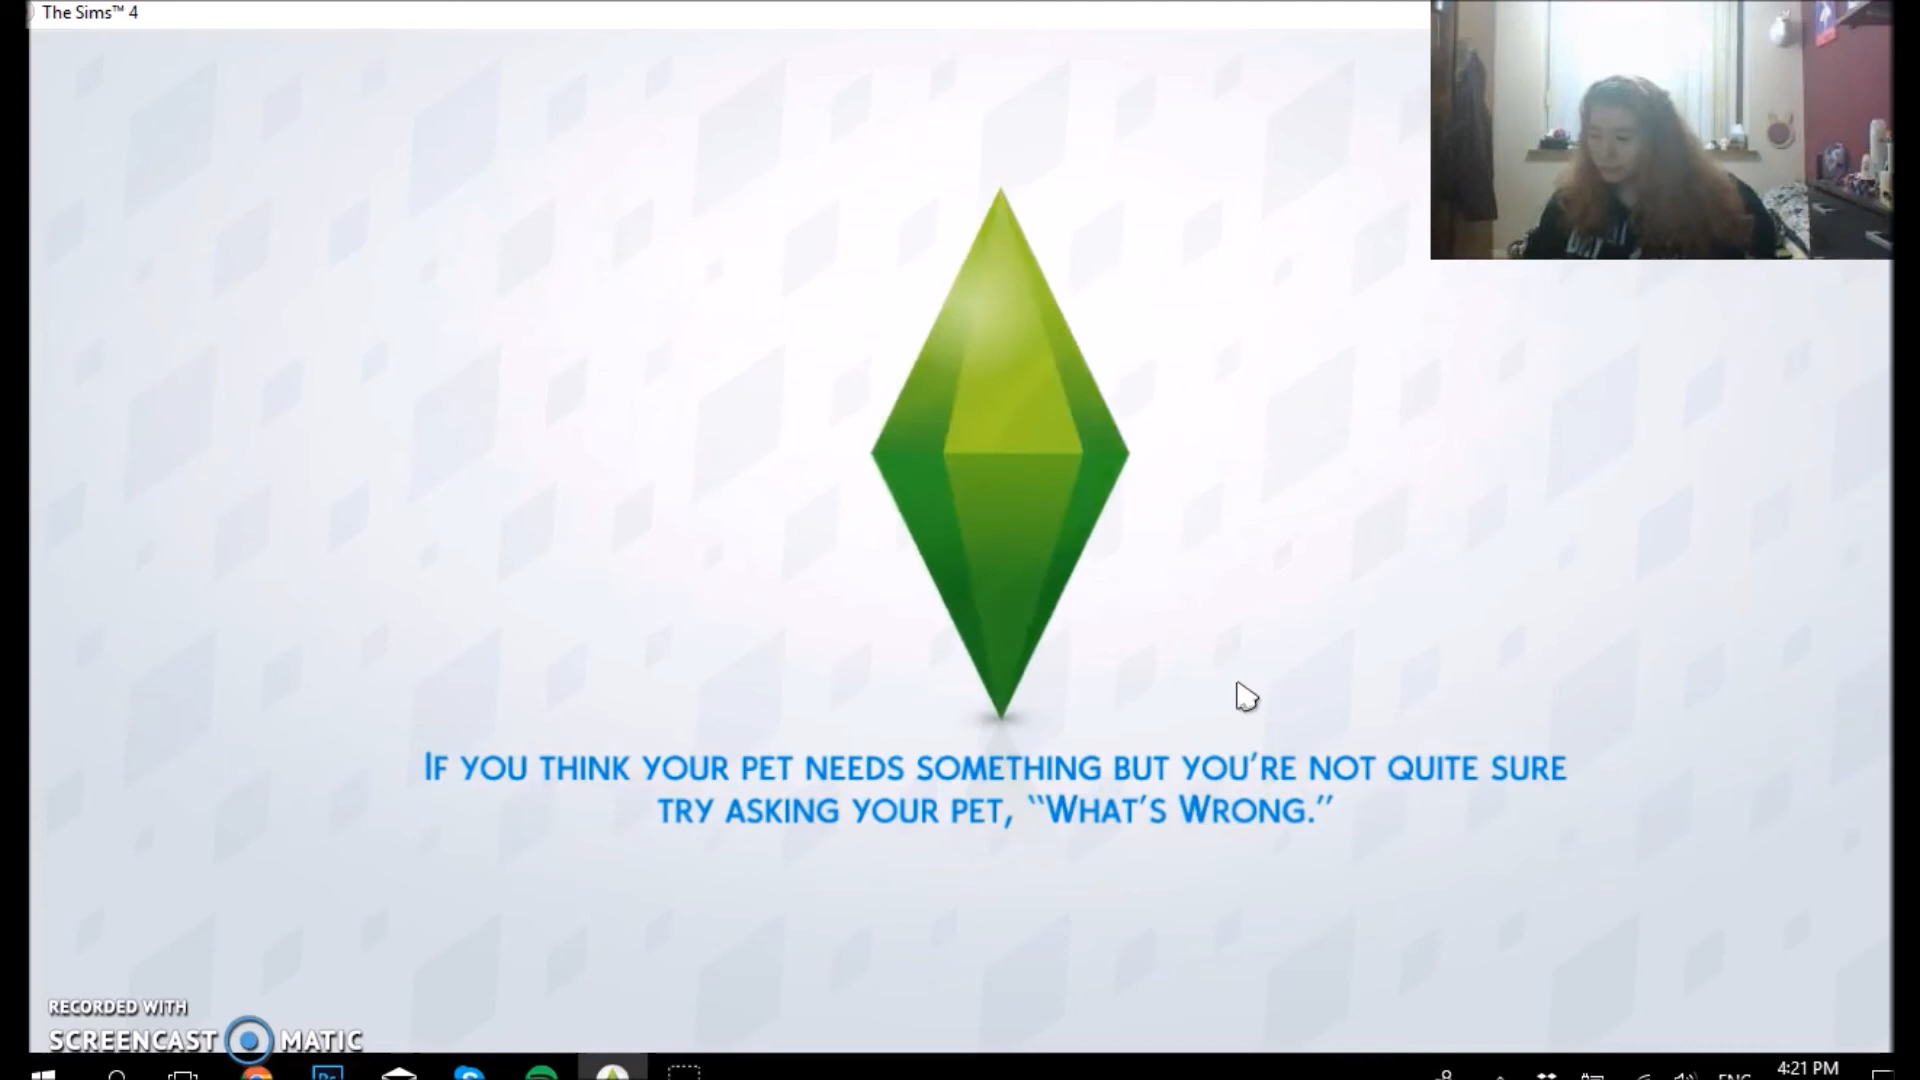 The Sims™ 4
IF YOU THINK YOUR PET NEEDS SOMETHING BUT YOU'RE NOT QUITE SURE
TRY ASKING YOUR PET, "WHAT'S WRONG."
RECORDED WITH
SCREENCAST MATIC
4:21 PM
ENG